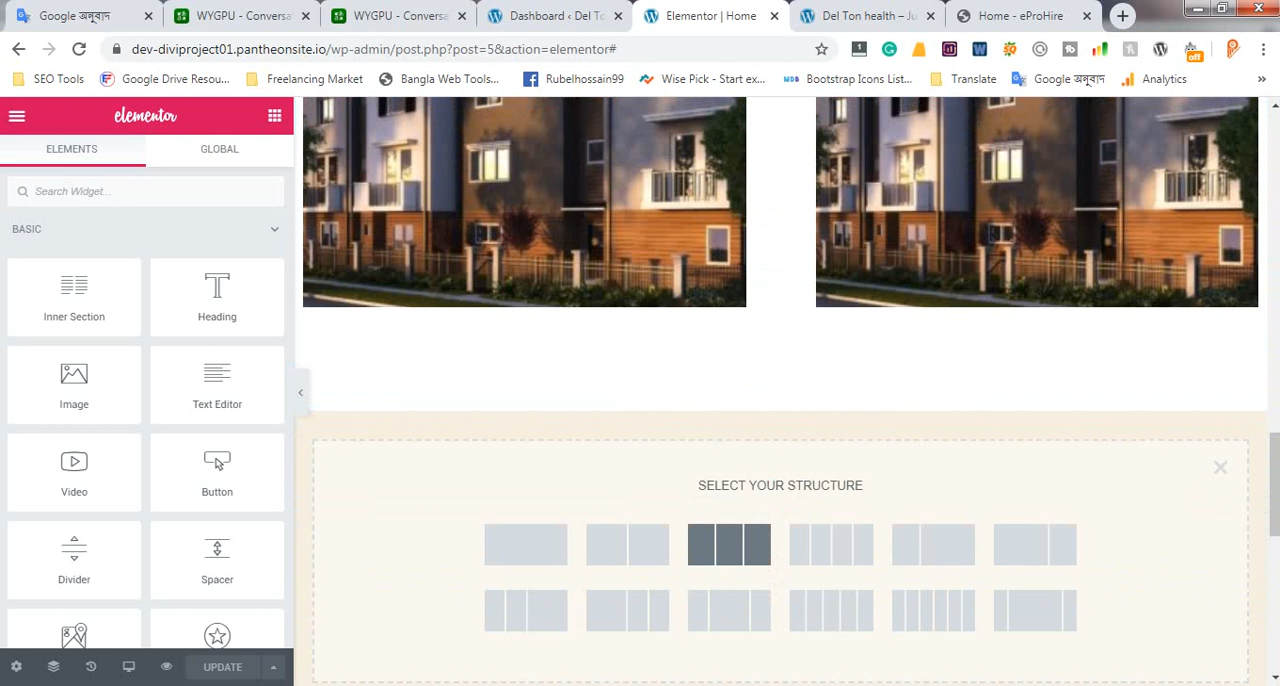 Google অনুবাদ
WYGPU - Conversa
WYGPU - Conversa
Dashboard ‹ Del To
Elementor | Home
Del Ton health – Ju
Home - eProHire
dev-diviproject01.pantheonsite.io/wp-admin/post.php?post=5&action=elementor#
off
SEO Tools
Google Drive Resou...
Freelancing Market
Bangla Web Tools...
Rubelhossain99
Wise Pick - Start ex...
MDB
Bootstrap Icons List...
Translate
Google অনুবাদ
Analytics
»
elementor
ELEMENTS
GLOBAL
Search Widget...
BASIC
Inner Section
Heading
Image
Text Editor
Video
Button
Divider
Spacer
UPDATE
SELECT YOUR STRUCTURE